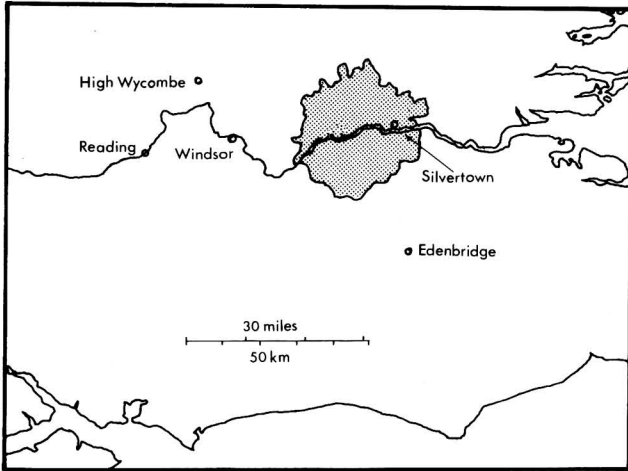 High Wycombe
Reading
Windsor
Silvertown
Edenbridge
30 miles
50 km